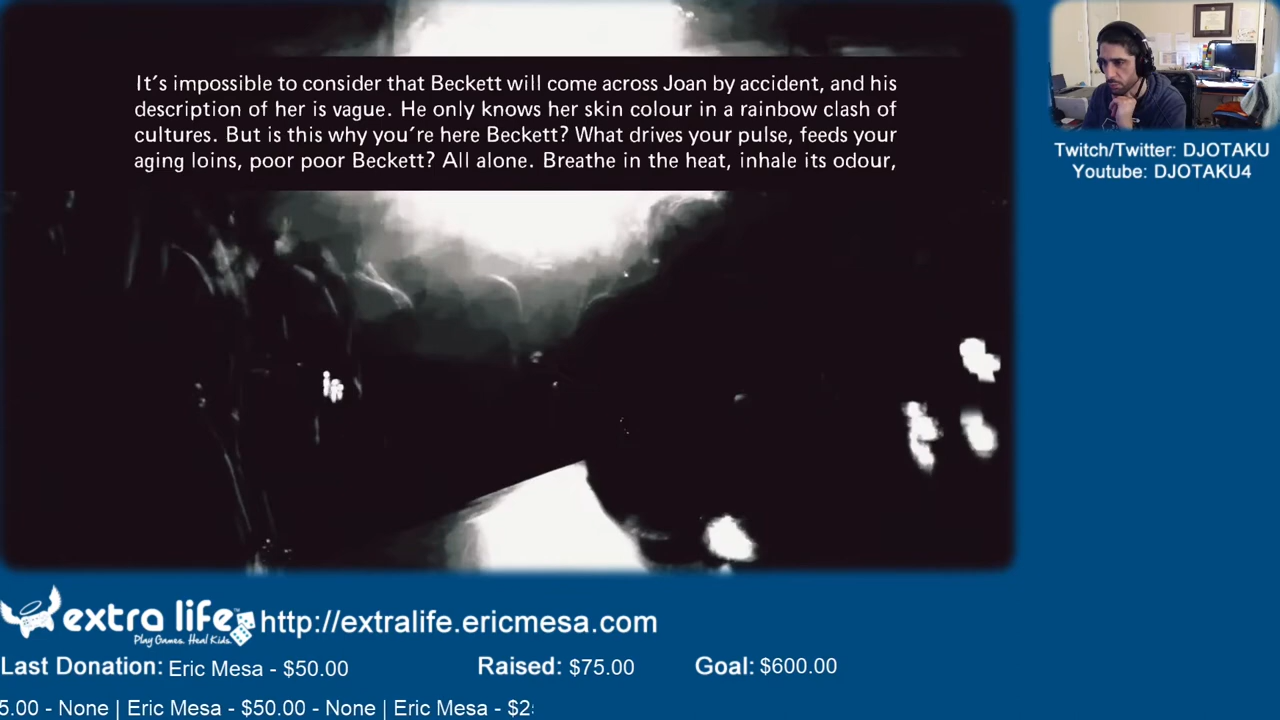 It's impossible to consider that Beckett will come across Joan by accident, and his
description of her is vague. He only knows her skin colour in a rainbow clash of
cultures. But is this why you're here Beckett? What drives your pulse, feeds your
aging loins, poor poor Beckett? All alone. Breathe in the heat, inhale its odour,
Twitch/Twitter: DJOTAKU
Youtube: DJOTAKU4
extra life
Play Games. Heal Kids.
http://extralife.ericmesa.com
Last Donation: Eric Mesa - $50.00
Raised: $75.00
Goal: $600.00
5.00 - None | Eric Mesa - $50.00 - None | Eric Mesa - $2